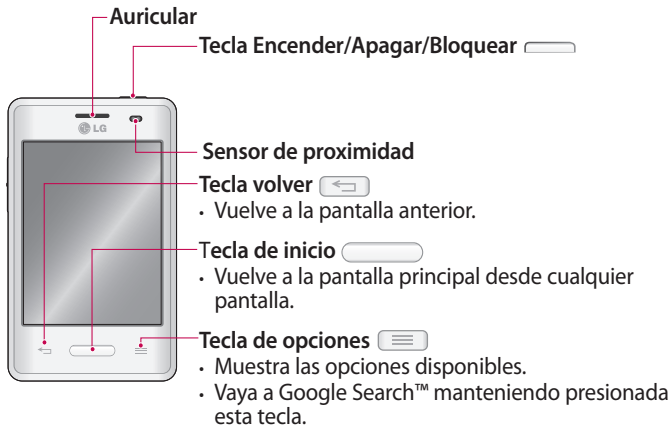 Auricular
Tecla Encender/Apagar/Bloquear
LG
Sensor de proximidad
Tecla volver
• Vuelve a la pantalla anterior.
Tecla de inicio
• Vuelve a la pantalla principal desde cualquier
pantalla.
Tecla de opciones
• Muestra las opciones disponibles.
• Vaya a Google Search™ manteniendo presionada
esta tecla.